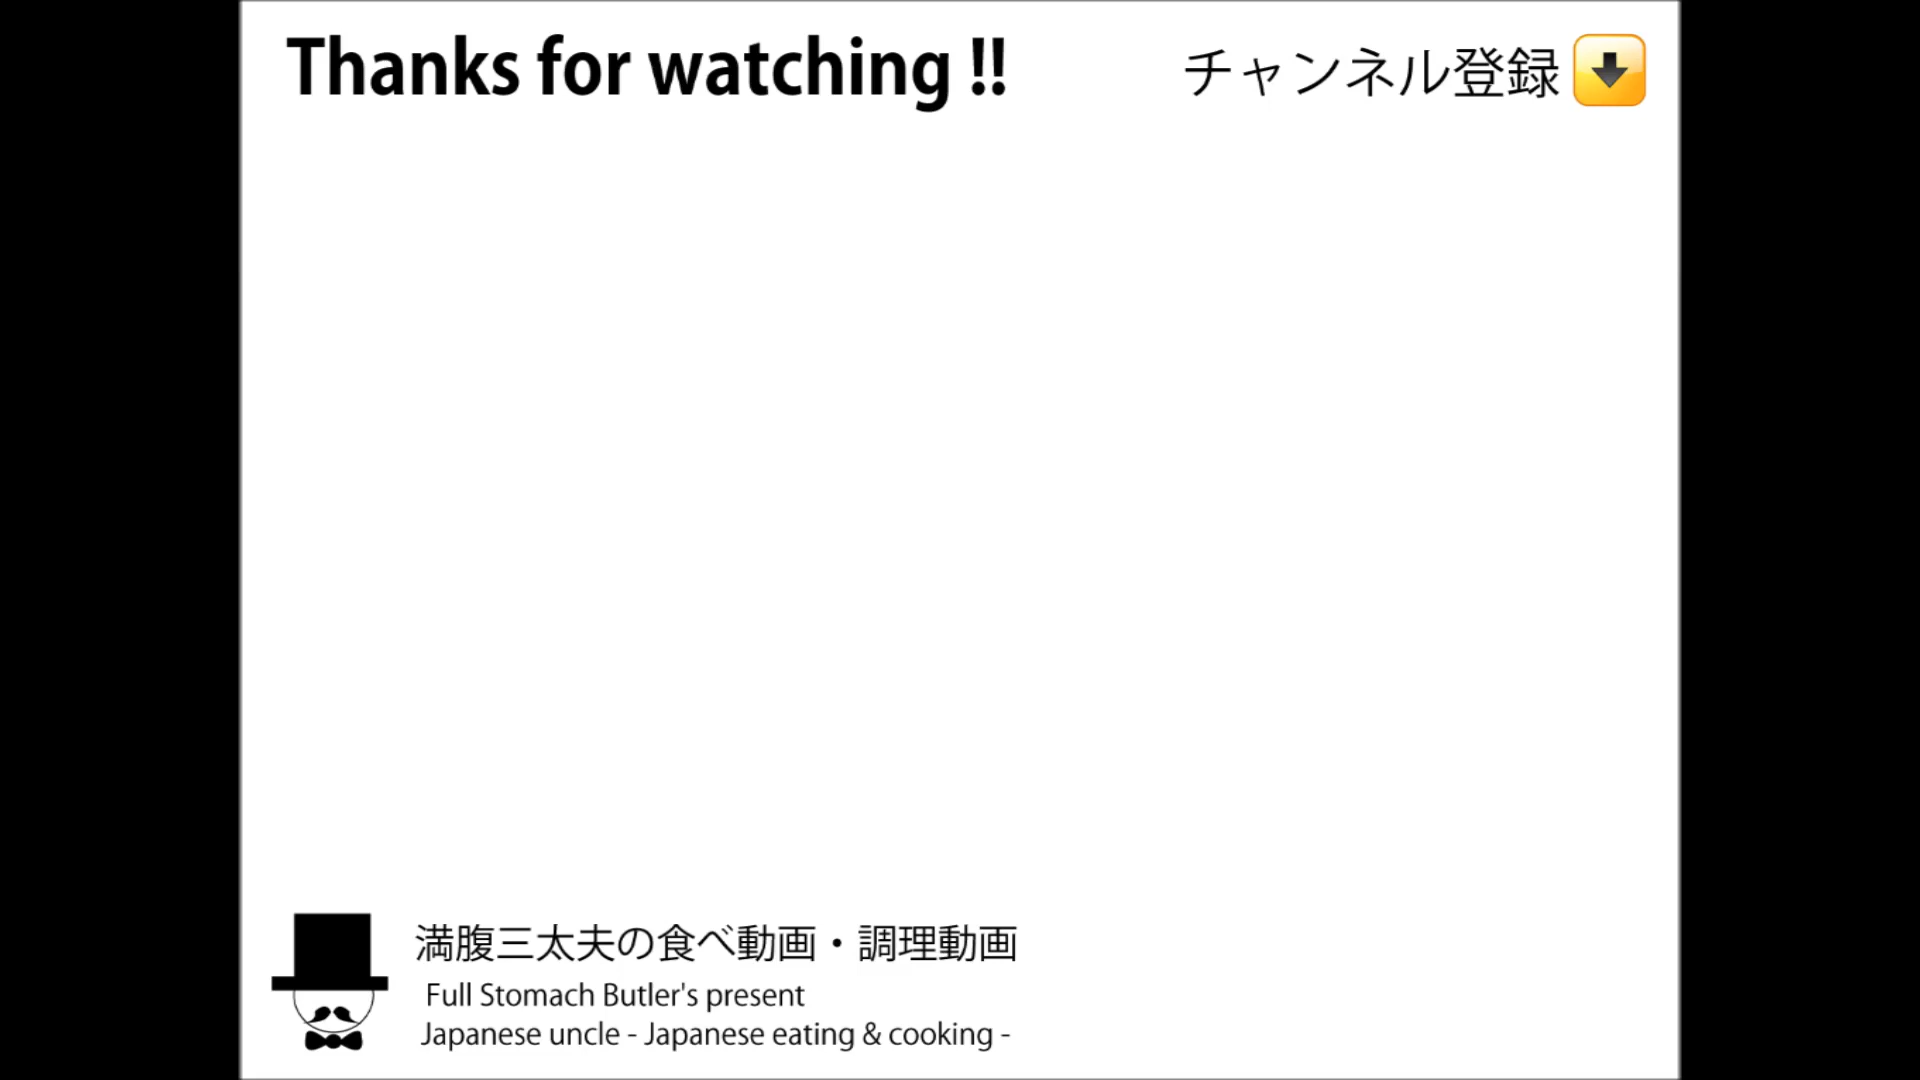 Thanks for watching !!
チャンネル登録
満腹三太夫の食べ動画・調理動画
Full Stomach Butler's present
Japanese uncle - Japanese eating & cooking -